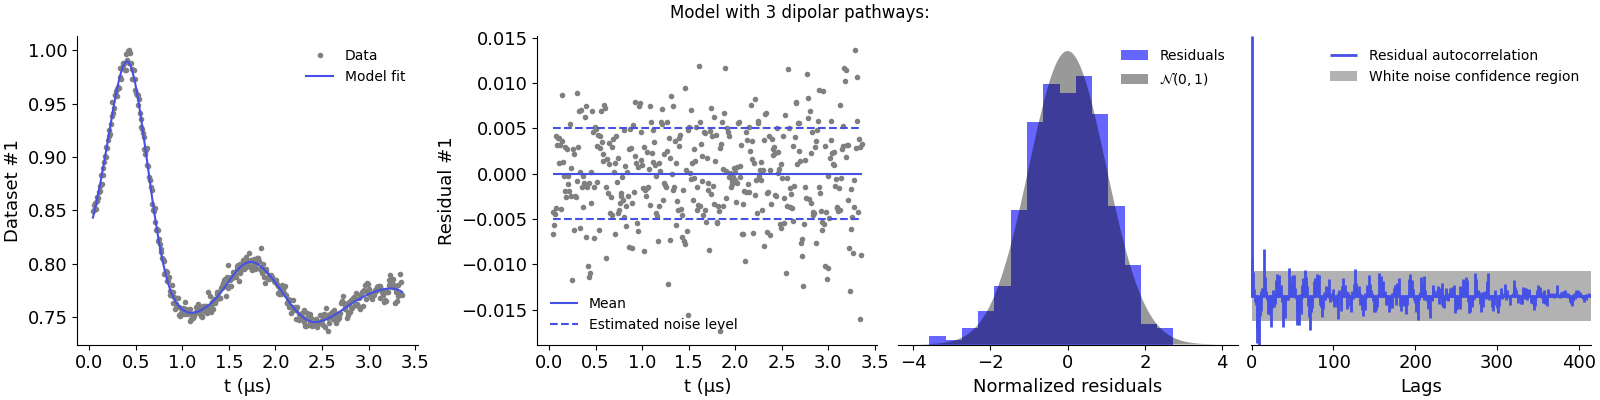 Model with 3 dipolar pathways:
Dataset #1
1.00
0.95
0.90
0.85
0.80
0.75
Data
Model fit
0.0 0.5 1.0 1.5 2.0 2.5 3.0 3.5
t (μs)
Residual #1
0.015
0.010
0.005
0.000
−0.005
−0.010
−0.015
Mean
Estimated noise level
0.0 0.5 1.0 1.5 2.0 2.5 3.0 3.5
t (μs)
Residuals
𝒩(0, 1)
−4 −2 0 2 4
Normalized residuals
Residual autocorrelation
White noise confidence region
0 100 200 300 400
Lags